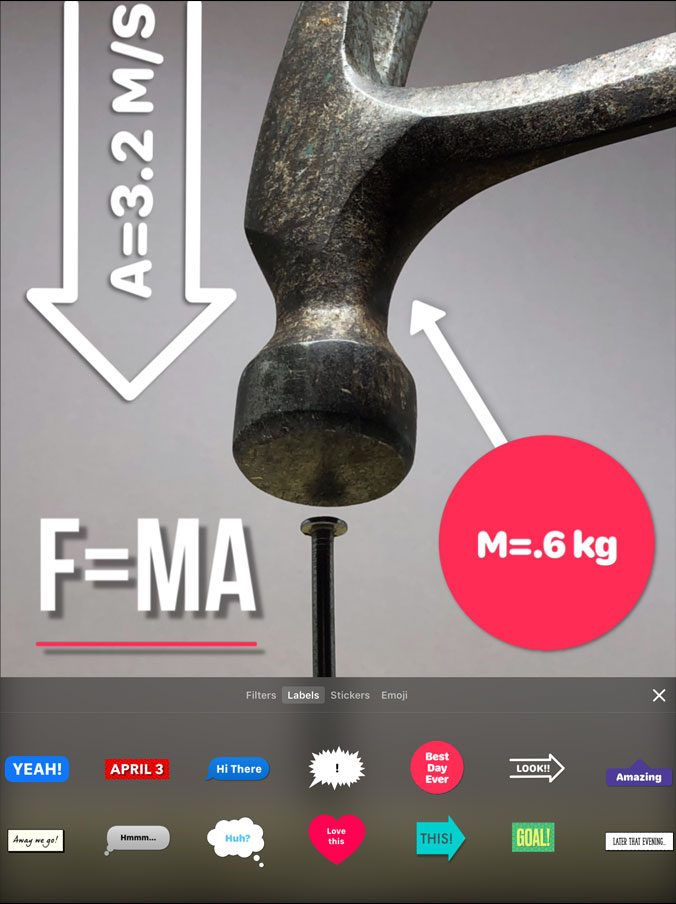 A=3.2 M/S
F=MA
M=.6 kg
Filters Labels Stickers Emoji
YEAH!
APRIL 3
Hi There
!
Best
Day
Ever
LOOK!!
Amazing
Away we go!
Hmmm...
Huh?
Love
this
THIS!
GOAL!
LATER THAT EVENING...